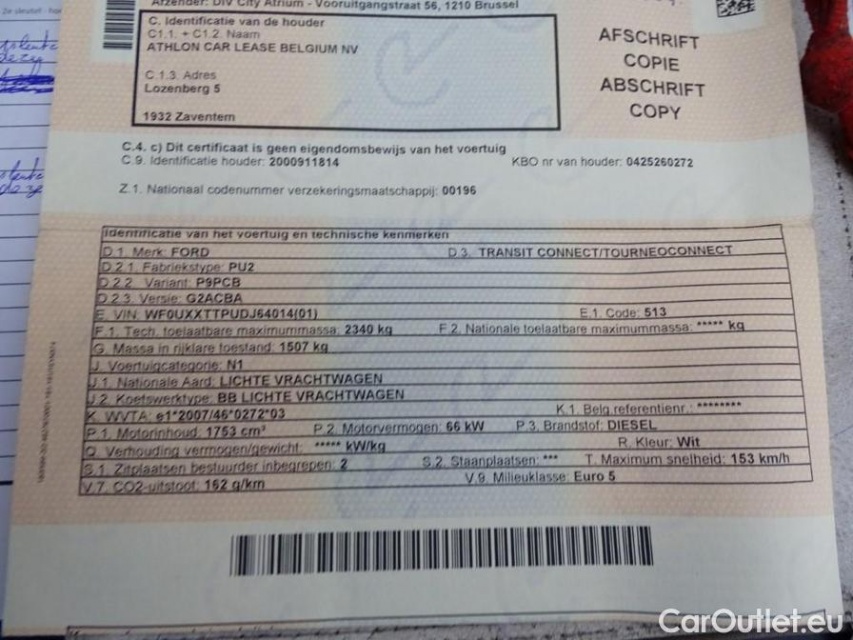 Afzender: DIV City Atrium - Vooruitgangstraat 56, 1210 Brussel
C. Identificatie van de houder
C1.1. + C1.2. Naam
ATHLON CAR LEASE BELGIUM NV
C.1.3. Adres
Lozenberg 5
1932 Zaventem
AFSCHRIFT
COPIE
ABSCHRIFT
COPY
C.4. c) Dit certificaat is geen eigendomsbewijs van het voertuig
C.9. Identificatie houder: 2000911814 KBO nr van houder: 0425260272
Z.1. Nationaal codenummer verzekeringsmaatschappij: 00196
Identificatie van het voertuig en technische kenmerken
D.1. Merk: FORD D.3. TRANSIT CONNECT/TOURNEOCONNECT
D.2.1. Fabriekstype: PU2
D.2.2. Variant: P9PCB
D.2.3. Versie: G2ACBA
E. VIN: WF0UXXTTPUDJ64014(01) E.1. Code: 513
F.1. Tech. toelaatbare maximummassa: 2340 kg F.2. Nationale toelaatbare maximummassa: ***** kg
G. Massa in rijklare toestand: 1507 kg
J. Voertuigcategorie: N1
J.1. Nationale Aard: LICHTE VRACHTWAGEN
J.2. Koetswerktype: BB LICHTE VRACHTWAGEN
K. WVTA: e1*2007/46*0272*03 K.1. Belg.referentienr.: ********
P.1. Motorinhoud: 1753 cm³ P.2. Motorvermogen: 66 kW P.3. Brandstof: DIESEL
Q. Verhouding vermogen/gewicht: ***** kW/kg R. Kleur: Wit
S.1. Zitplaatsen bestuurder inbegrepen: 2 S.2. Staanplaatsen: *** T. Maximum snelheid: 153 km/h
V.7. CO2-uitstoot: 162 g/km V.9. Milieuklasse: Euro 5
CarOutlet.eu